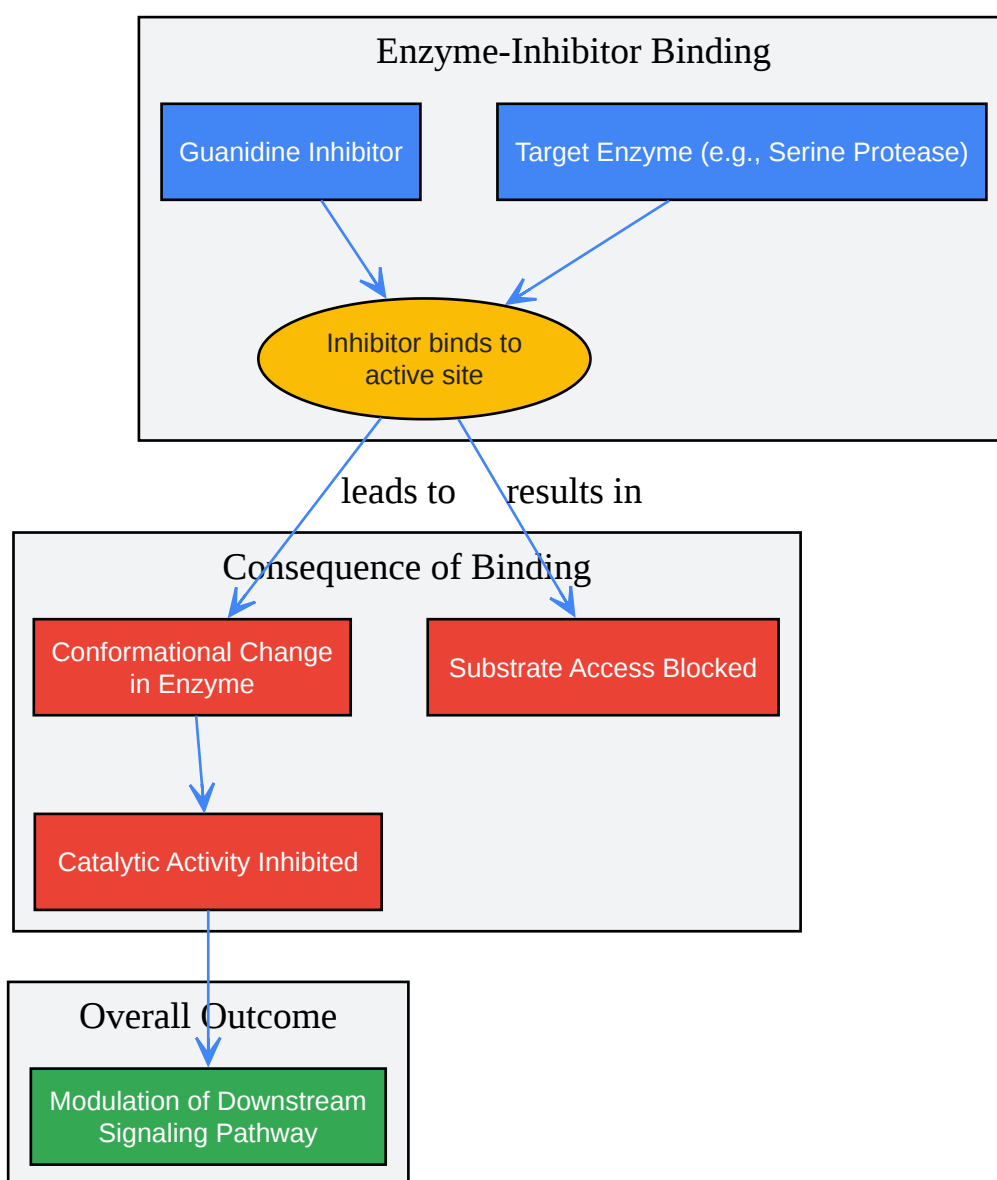 Enzyme-Inhibitor Binding
Guanidine Inhibitor
Target Enzyme (e.g., Serine Protease)
Inhibitor binds to
active site
leads to
results in
Consequence of Binding
Conformational Change
in Enzyme
Substrate Access Blocked
Catalytic Activity Inhibited
Overall Outcome
Modulation of Downstream
Signaling Pathway